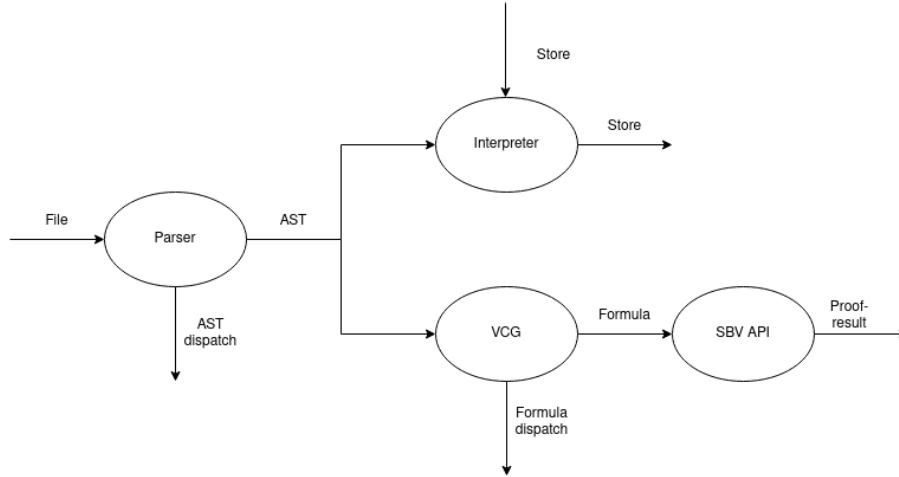 Store
Interpreter
Store
File
Parser
AST
AST
dispatch
VCG
Formula
SBV API
Proof-
result
Formula
dispatch